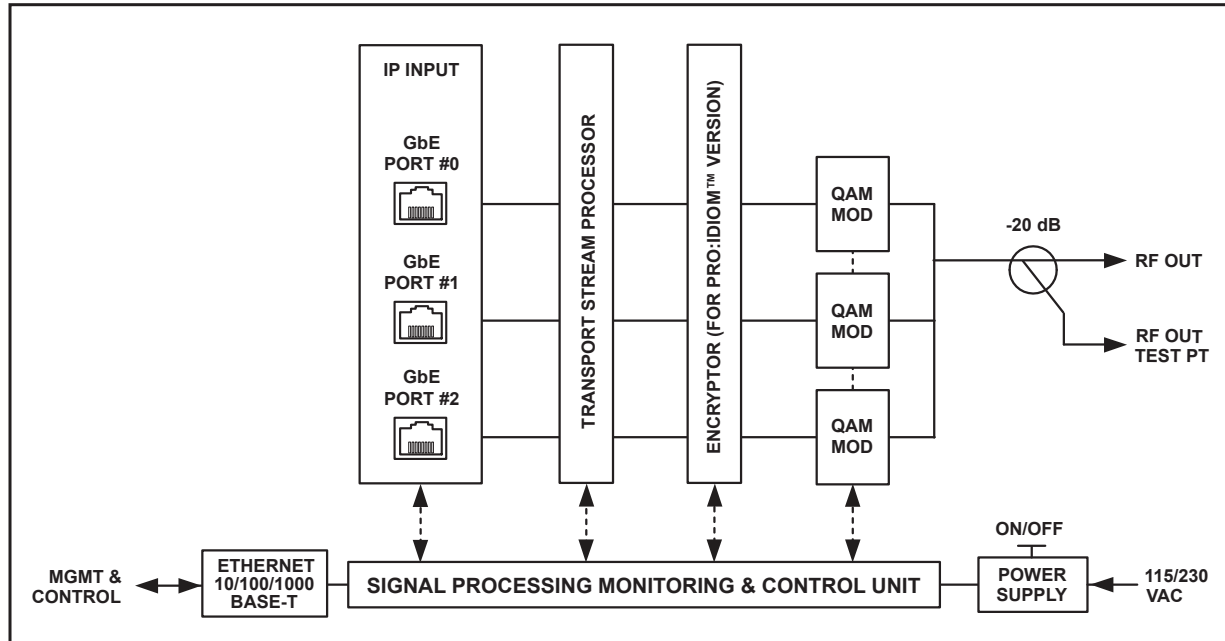 IP INPUT
GbE
PORT #0
GbE
PORT #1
GbE
PORT #2
TRANSPORT STREAM PROCESSOR
ENCRYPTOR (FOR PRO:IDIOM™ VERSION)
QAM
MOD
QAM
MOD
QAM
MOD
-20 dB
RF OUT
RF OUT
TEST PT
MGMT &
CONTROL
ETHERNET
10/100/1000
BASE-T
SIGNAL PROCESSING MONITORING & CONTROL UNIT
ON/OFF
POWER
SUPPLY
115/230
VAC